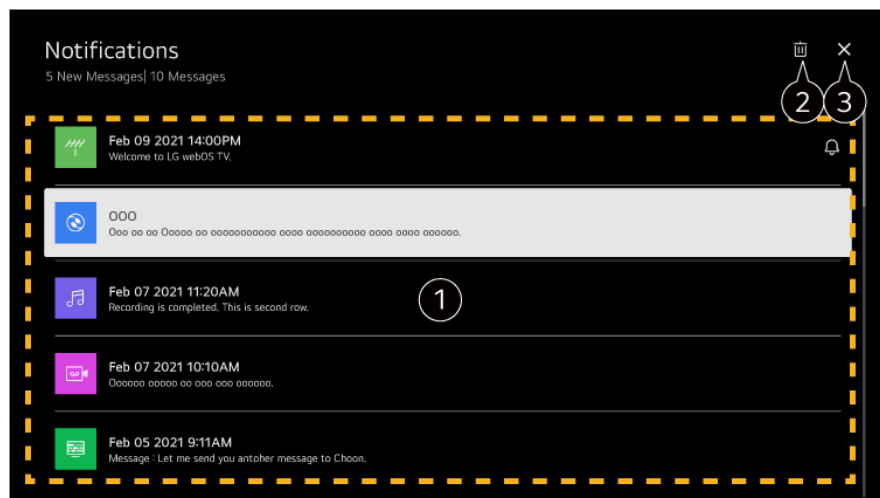 Notifications
5 New Messages| 10 Messages
2
3
Feb 09 2021 14:00PM
Welcome to LG webOS TV.
OOO
Ooo oo oo Ooooo oo ooooooooooo oooo oooooooooo oooo oooo oooooo.
Feb 07 2021 11:20AM
Recording is completed. This is second row.
1
Feb 07 2021 10:10AM
Oooooo ooooo oo ooo ooo oooooo.
Feb 05 2021 9:11AM
Message : Let me send you antoher message to Choon.